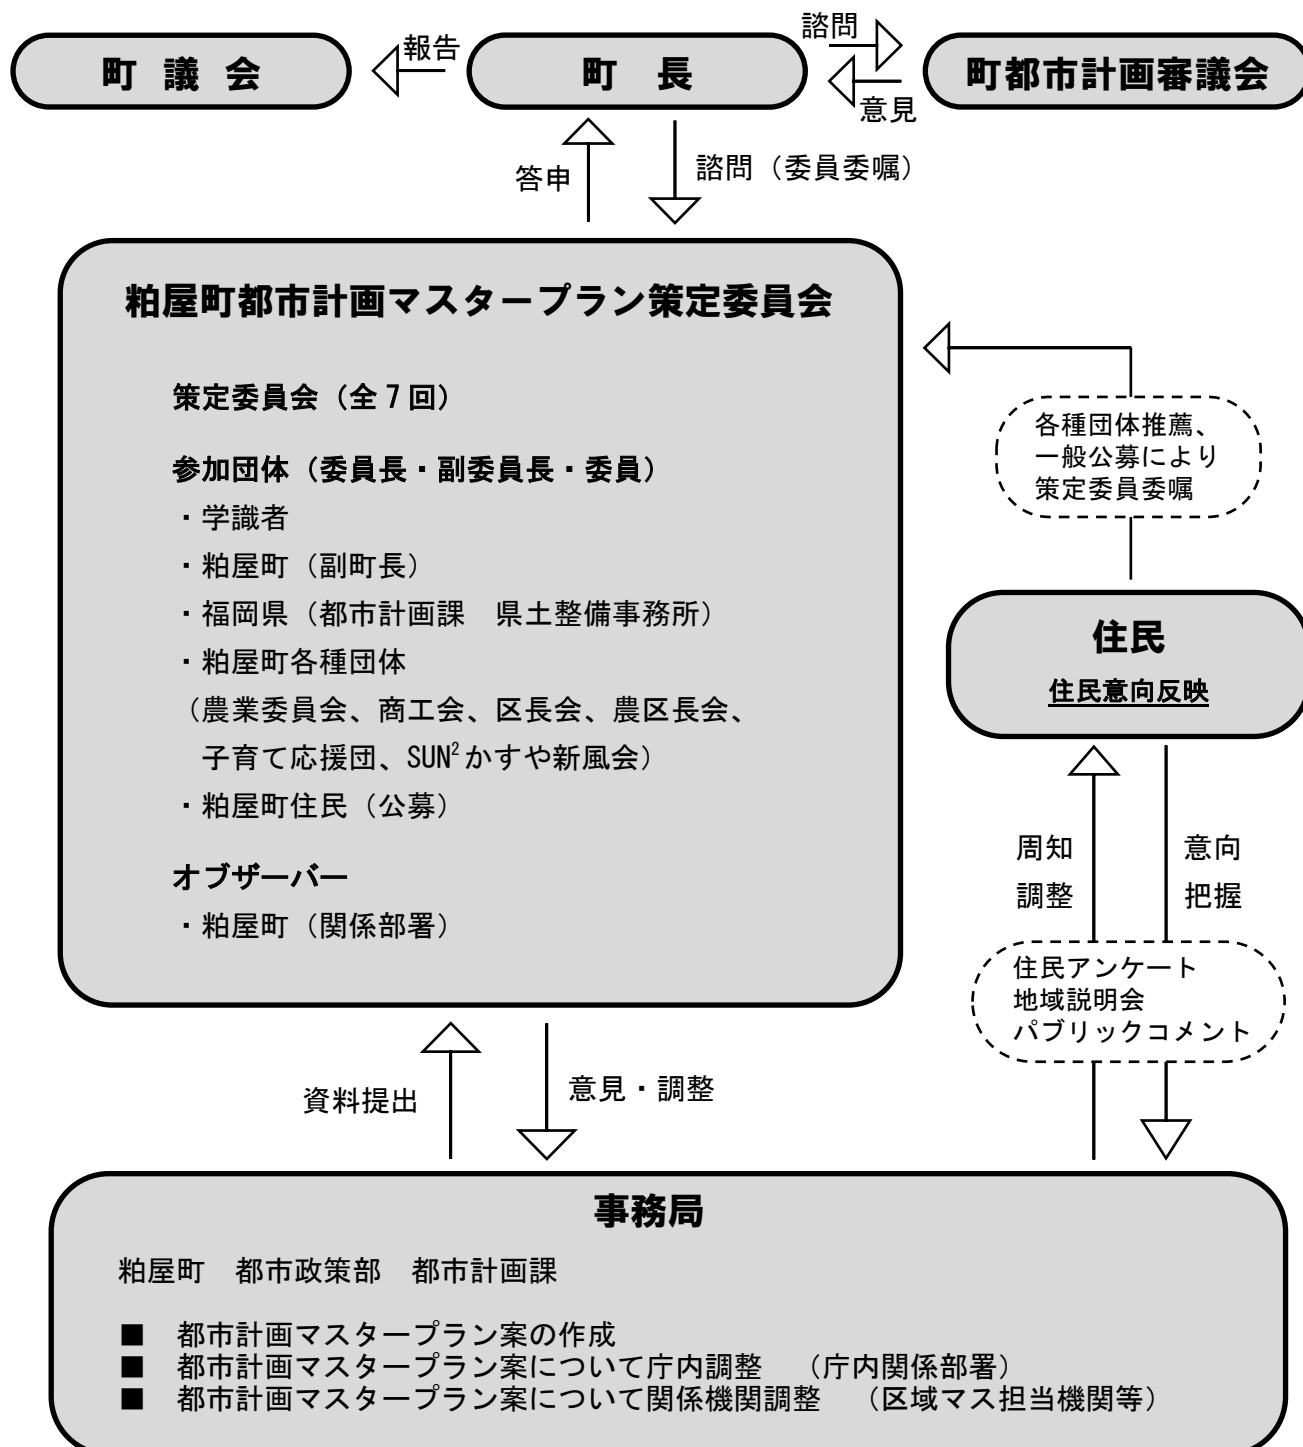 町 議 会
報告
町 長
諮問
意見
町都市計画審議会
答申
諮問（委員委嘱）
粕屋町都市計画マスタープラン策定委員会
策定委員会（全７回）
参加団体（委員長・副委員長・委員）
・学識者
・粕屋町（副町長）
・福岡県（都市計画課　県土整備事務所）
・粕屋町各種団体
（農業委員会、商工会、区長会、農区長会、
子育て応援団、SUN²かすや新風会）
・粕屋町住民（公募）
オブザーバー
・粕屋町（関係部署）
各種団体推薦、
一般公募により
策定委員委嘱
住民
住民意向反映
周知
調整
意向
把握
住民アンケート
地域説明会
パブリックコメント
資料提出
意見・調整
事務局
粕屋町　都市政策部　都市計画課
■　都市計画マスタープラン案の作成
■　都市計画マスタープラン案について庁内調整　（庁内関係部署）
■　都市計画マスタープラン案について関係機関調整　（区域マス担当機関等）